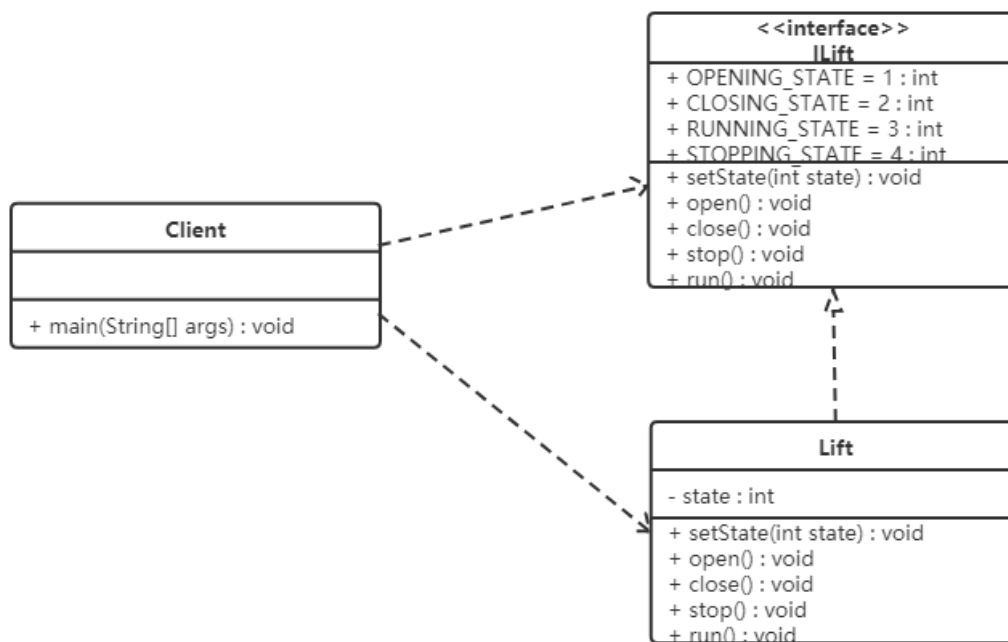 <<interface>>
ILift
+ OPENING_STATE = 1 : int
+ CLOSING_STATE = 2 : int
+ RUNNING_STATE = 3 : int
+ STOPPING_STATE = 4 : int
+ setState(int state) : void
+ open() : void
+ close() : void
+ stop() : void
+ run() : void
Client
+ main(String[] args) : void
Lift
- state : int
+ setState(int state) : void
+ open() : void
+ close() : void
+ stop() : void
+ run() : void